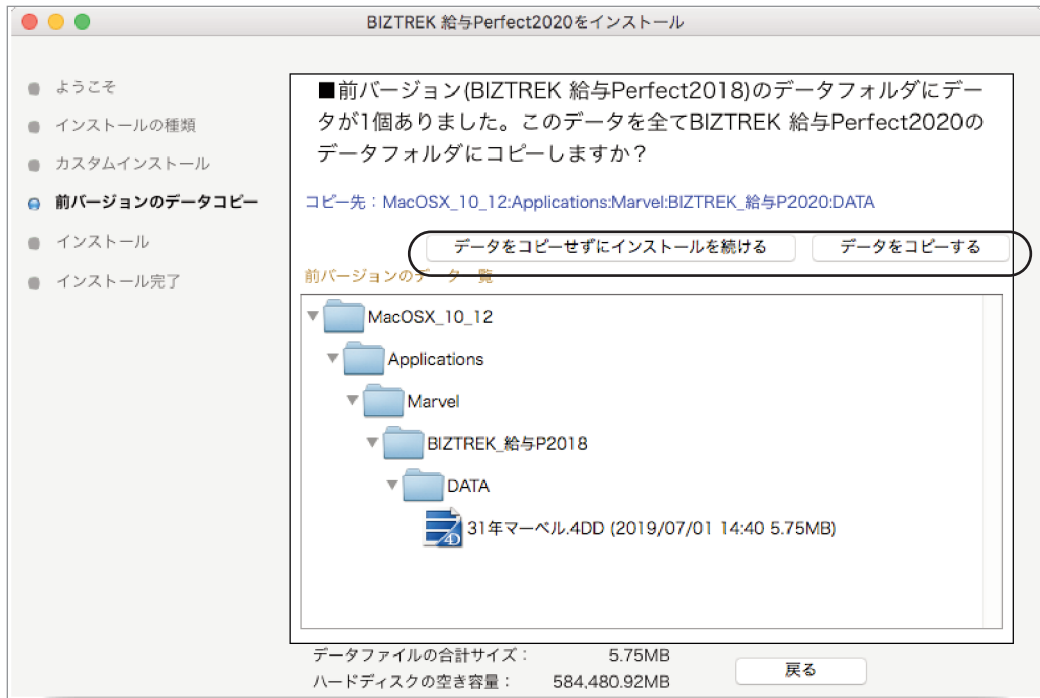 BIZTREK 給与Perfect2020をインストール
ようこそ
インストールの種類
カスタムインストール
前バージョンのデータコピー
インストール
インストール完了
■前バージョン(BIZTREK 給与Perfect2018)のデータフォルダにデー
タが1個ありました。このデータを全てBIZTREK 給与Perfect2020の
データフォルダにコピーしますか？
コピー先：MacOSX_10_12:Applications:Marvel:BIZTREK_給与P2020:DATA
データをコピーせずにインストールを続ける
データをコピーする
前バージョンのデータ一覧
MacOSX_10_12
Applications
Marvel
BIZTREK_給与P2018
DATA
31年マーベル.4DD (2019/07/01 14:40 5.75MB)
データファイルの合計サイズ： 5.75MB
ハードディスクの空き容量： 584,480.92MB
戻る